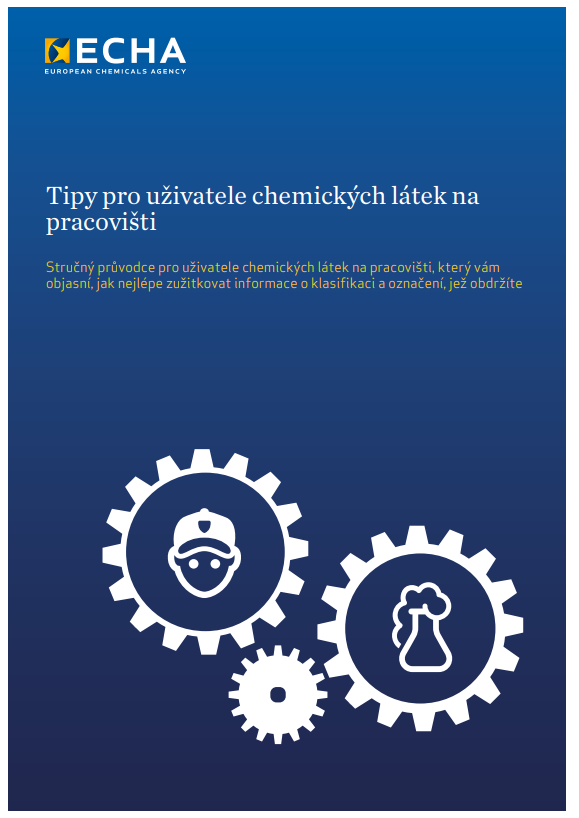 ECHA
EUROPEAN CHEMICALS AGENCY
Tipy pro uživatele chemických látek na
pracovišti
Stručný průvodce pro uživatele chemických látek na pracovišti, který vám
objasní, jak nejlépe zužitkovat informace o klasifikaci a označení, jež obdržíte